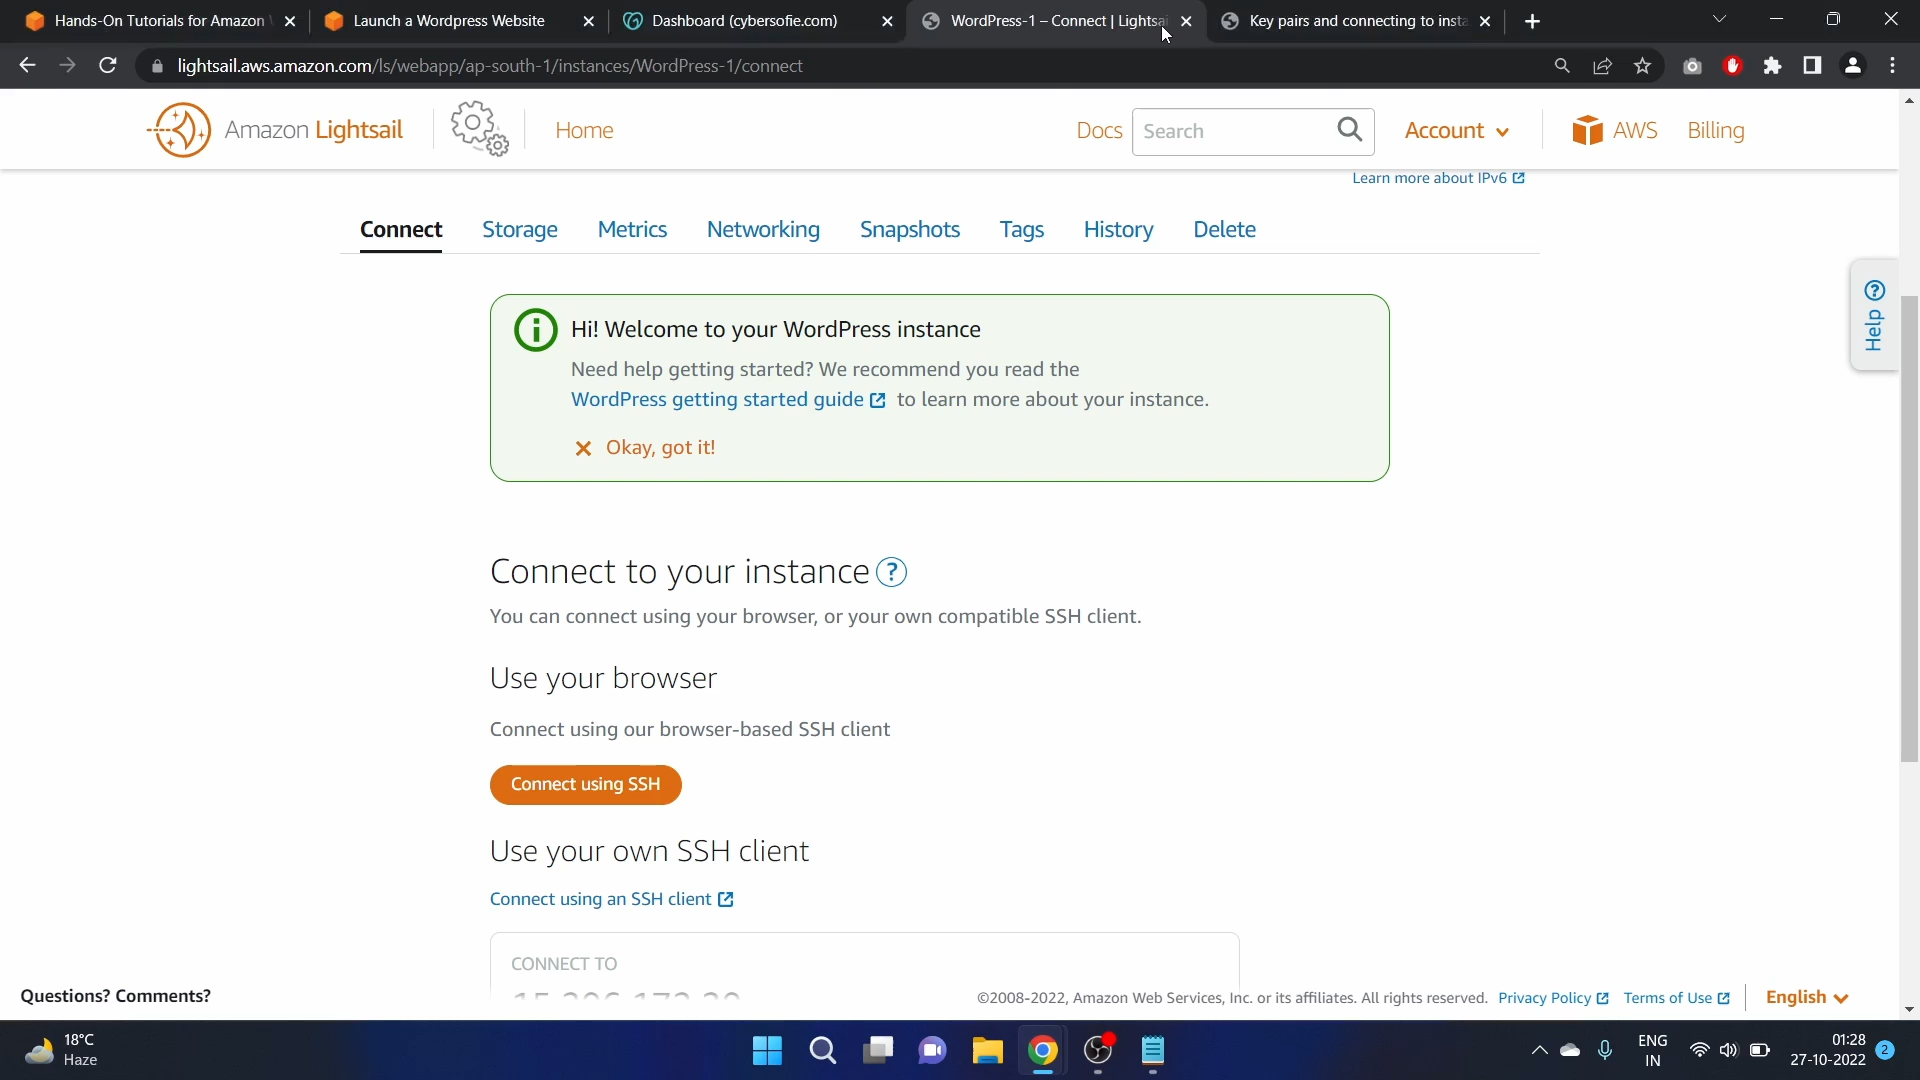 Hands-On Tutorials for Amazon
Launch a Wordpress Website
Dashboard (cybersofie.com)
WordPress-1 – Connect | Lightsai
Key pairs and connecting to insta
lightsail.aws.amazon.com/ls/webapp/ap-south-1/instances/WordPress-1/connect
Amazon Lightsail
Home
Docs
Search
Account
AWS
Billing
Learn more about IPv6
Connect
Storage
Metrics
Networking
Snapshots
Tags
History
Delete
Help
Hi! Welcome to your WordPress instance
Need help getting started? We recommend you read the
WordPress getting started guide to learn more about your instance.
Okay, got it!
Connect to your instance
You can connect using your browser, or your own compatible SSH client.
Use your browser
Connect using our browser-based SSH client
Connect using SSH
Use your own SSH client
Connect using an SSH client
CONNECT TO
Questions? Comments?
©2008-2022, Amazon Web Services, Inc. or its affiliates. All rights reserved.
Privacy Policy
Terms of Use
English
18°C
Haze
ENG
IN
01:28
27-10-2022
2